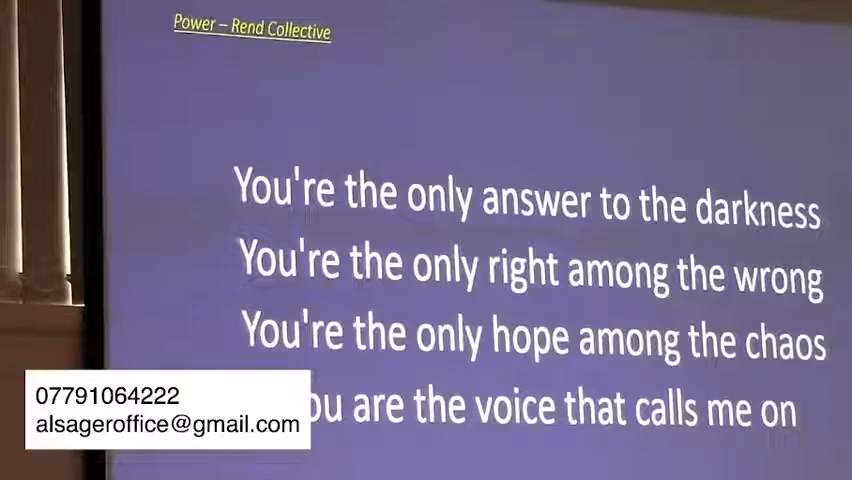 Power – Rend Collective
You're the only answer to the darkness
You're the only right among the wrong
You're the only hope among the chaos
ou are the voice that calls me on
07791064222
alsageroffice@gmail.com